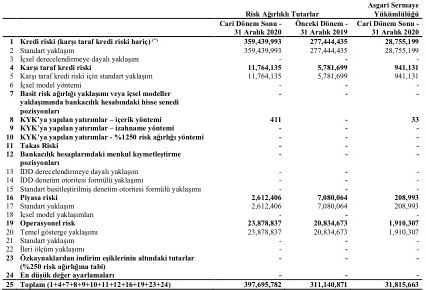 Risk Ağırlıklı Tutarlar Asgari Sermaye Yükümlülüğü
Cari Dönem Sonu - 31 Aralık 2020 Önceki Dönem - 31 Aralık 2019 Cari Dönem Sonu - 31 Aralık 2020
1 Kredi riski (karşı taraf kredi riski hariç) (*) 359,439,993 277,444,435 28,755,199
2 Standart yaklaşım 359,439,993 277,444,435 28,755,199
3 İçsel derecelendirmeye dayalı yaklaşım - - -
4 Karşı taraf kredi riski 11,764,135 5,781,699 941,131
5 Karşı taraf kredi riski için standart yaklaşım 11,764,135 5,781,699 941,131
6 İçsel model yöntemi - - -
7 Basit risk ağırlığı yaklaşımı veya içsel modeller
yaklaşımında bankacılık hesabındaki hisse senedi
pozisyonları - - -
8 KYK'ya yapılan yatırımlar – içerik yöntemi 411 - 33
9 KYK'ya yapılan yatırımlar – izahname yöntemi - - -
10 KYK'ya yapılan yatırımlar - %1250 risk ağırlığı yöntemi - - -
11 Takas Riski - - -
12 Bankacılık hesaplarındaki menkul kıymetleştirme
pozisyonları - - -
13 İDD derecelendirmeye dayalı yaklaşım - - -
14 İDD denetim otoritesi formülü yaklaşımı - - -
15 Standart basitleştirilmiş denetim otoritesi formülü yaklaşımı - - -
16 Piyasa riski 2,612,406 7,080,064 208,993
17 Standart yaklaşım 2,612,406 7,080,064 208,993
18 İçsel model yaklaşımları - - -
19 Operasyonel risk 23,878,837 20,834,673 1,910,307
20 Temel gösterge yaklaşımı 23,878,837 20,834,673 1,910,307
21 Standart yaklaşım - - -
22 İleri ölçüm yaklaşımı - - -
23 Özkaynaklardan indirim eşiklerinin altındaki tutarlar
(%250 risk ağırlığına tabi) - - -
24 En düşük değer ayarlamaları - - -
25 Toplam (1+4+7+8+9+10+11+12+16+19+23+24) 397,695,782 311,140,871 31,815,663